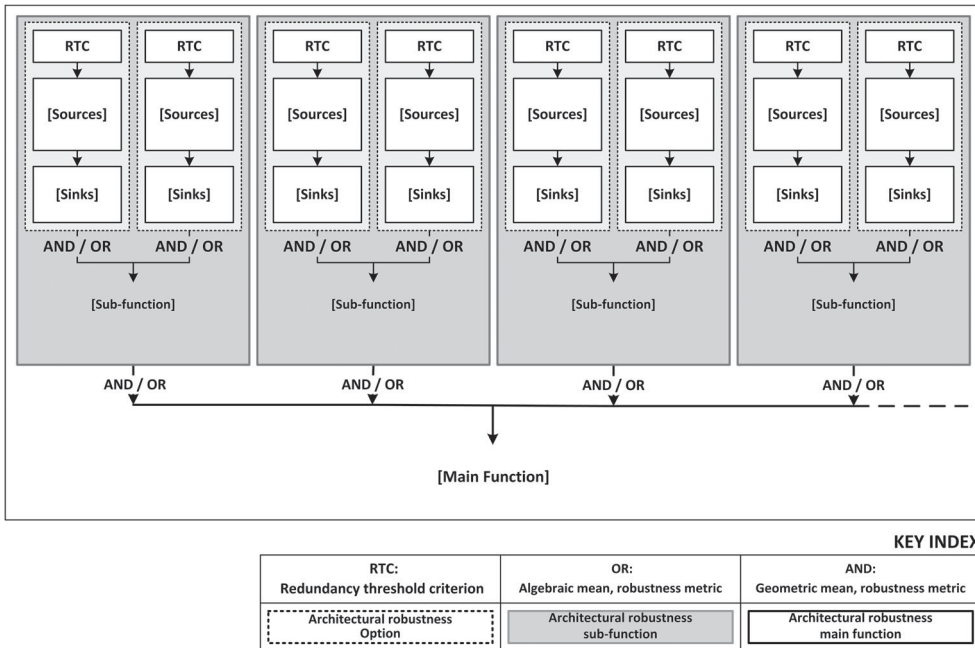 RTC
RTC
RTC
RTC
RTC
RTC
RTC
RTC
[Sources]
[Sources]
[Sources]
[Sources]
[Sources]
[Sources]
[Sources]
[Sources]
[Sinks]
[Sinks]
[Sinks]
[Sinks]
[Sinks]
[Sinks]
[Sinks]
[Sinks]
AND / OR
AND / OR
AND / OR
AND / OR
AND / OR
AND / OR
AND / OR
AND / OR
[Sub-function]
[Sub-function]
[Sub-function]
[Sub-function]
AND / OR
AND / OR
AND / OR
AND / OR
[Main Function]
KEY INDEX
RTC:
Redundancy threshold criterion
OR:
Algebraic mean, robustness metric
AND:
Geometric mean, robustness metric
Architectural robustness
Option
Architectural robustness
sub-function
Architectural robustness
main function